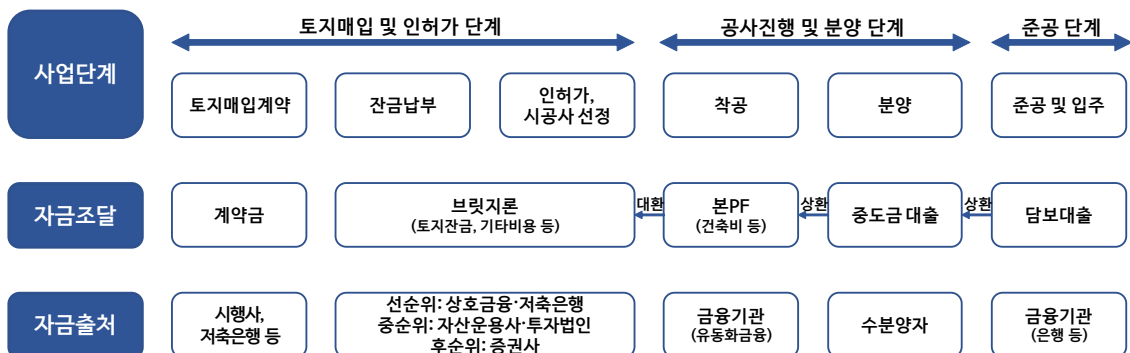 사업단계
토지매입 및 인허가 단계
공사진행 및 분양 단계
준공 단계
토지매입계약
잔금납부
인허가,
시공사 선정
착공
분양
준공 및 입주
자금조달
계약금
브릿지론
(토지잔금, 기타비용 등)
대환
본PF
(건축비 등)
상환
중도금 대출
상환
담보대출
자금출처
시행사,
저축은행 등
선순위: 상호금융·저축은행
중순위: 자산운용사·투자법인
후순위: 증권사
금융기관
(유동화금융)
수분양자
금융기관
(은행 등)